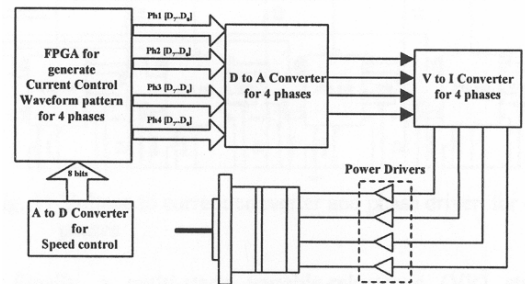 Ph1 [D7..D0]
FPGA for
generate
Current Control
Waveform pattern
for 4 phases
Ph2 [D7..D0]
Ph3 [D7..D0]
Ph4 [D7..D0]
D to A Converter
for 4 phases
V to I Converter
for 4 phases
8 bits
A to D Converter
for
Speed control
Power Drivers